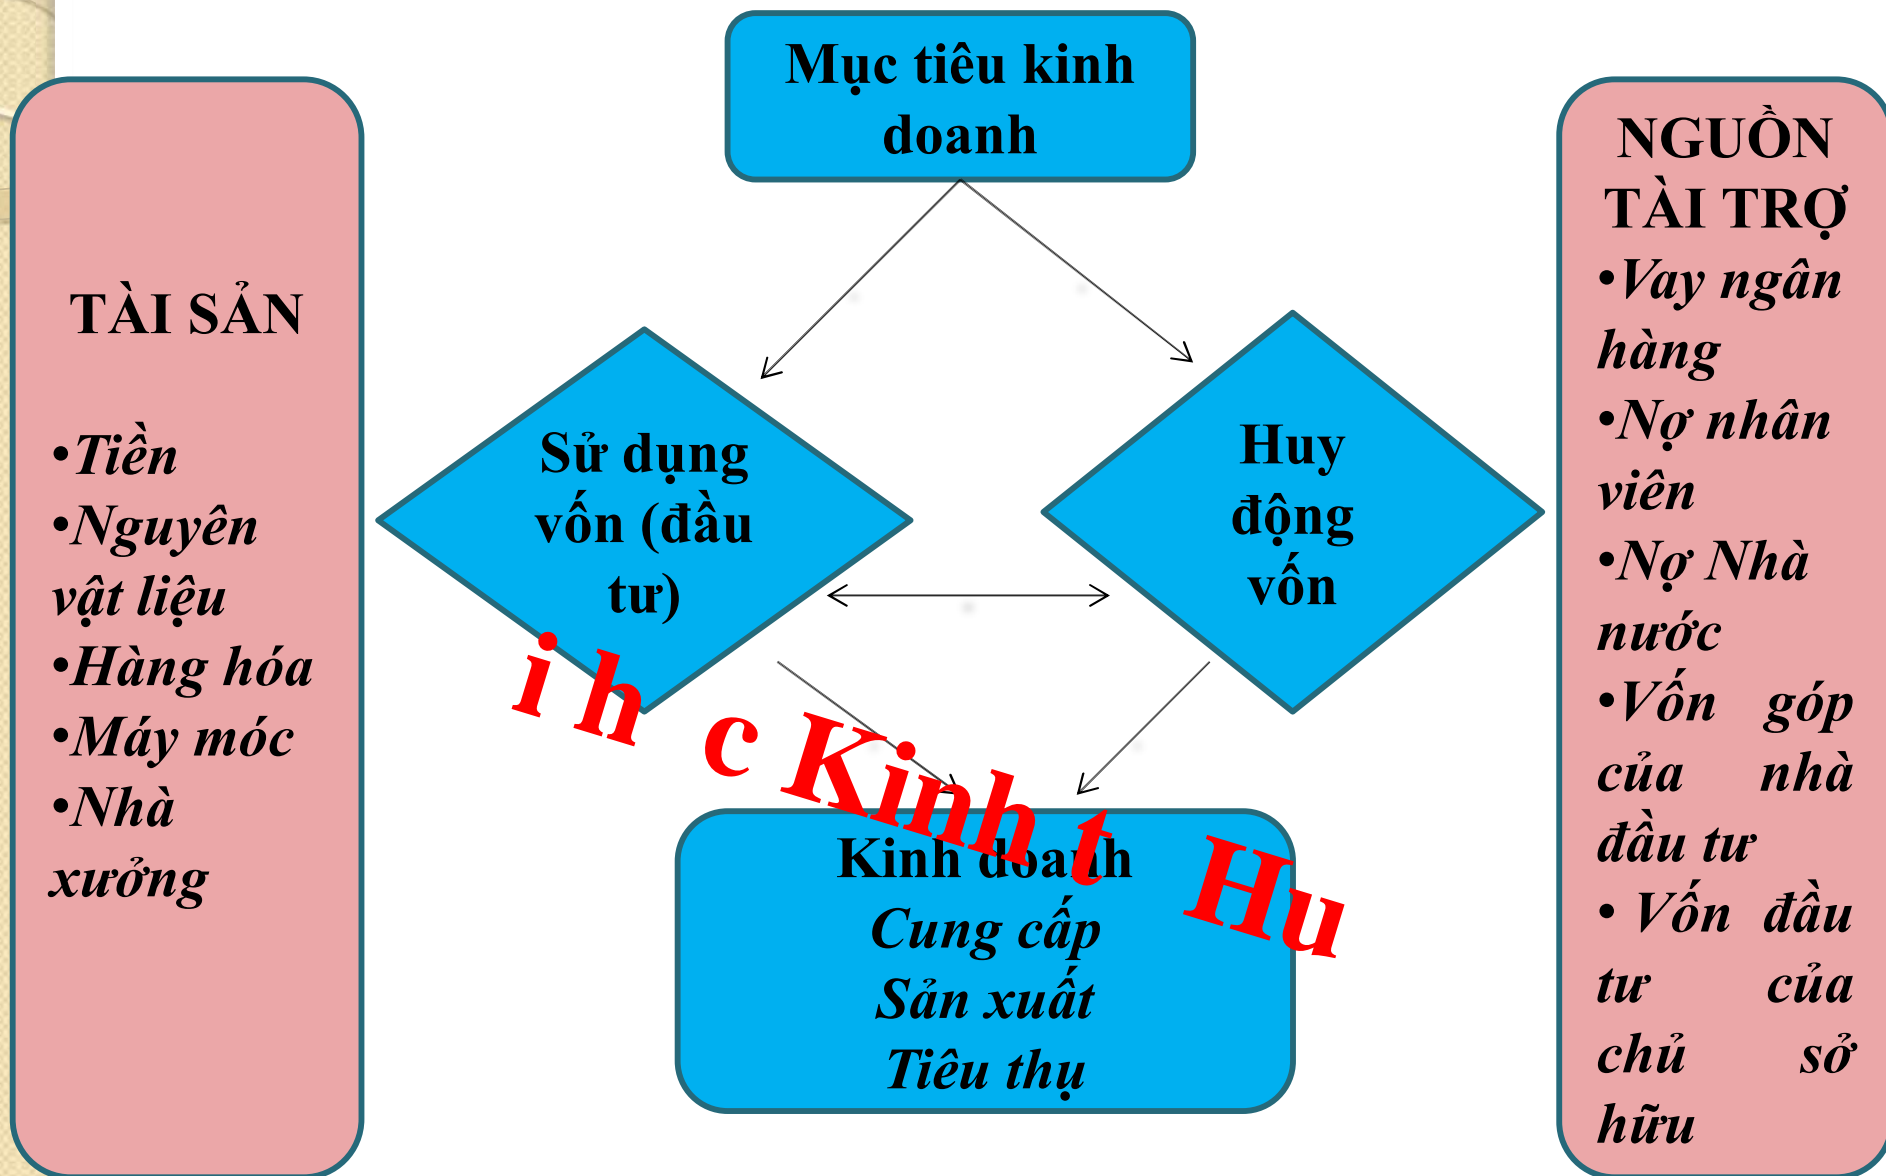 Mục tiêu kinh
doanh
TÀI SẢN
•Tiền
•Nguyên
vật liệu
•Hàng hóa
•Máy móc
•Nhà
xưởng
Sử dụng
vốn (đầu
tư)
Huy
động
vốn
Kinh doanh
Cung cấp
Sản xuất
Tiêu thụ
NGUỒN
TÀI TRỢ
•Vay ngân
hàng
•Nợ nhân
viên
•Nợ Nhà
nước
•Vốn góp
của nhà
đầu tư
• Vốn đầu
tư của
chủ sở
hữu
i h c Kinh t Hu